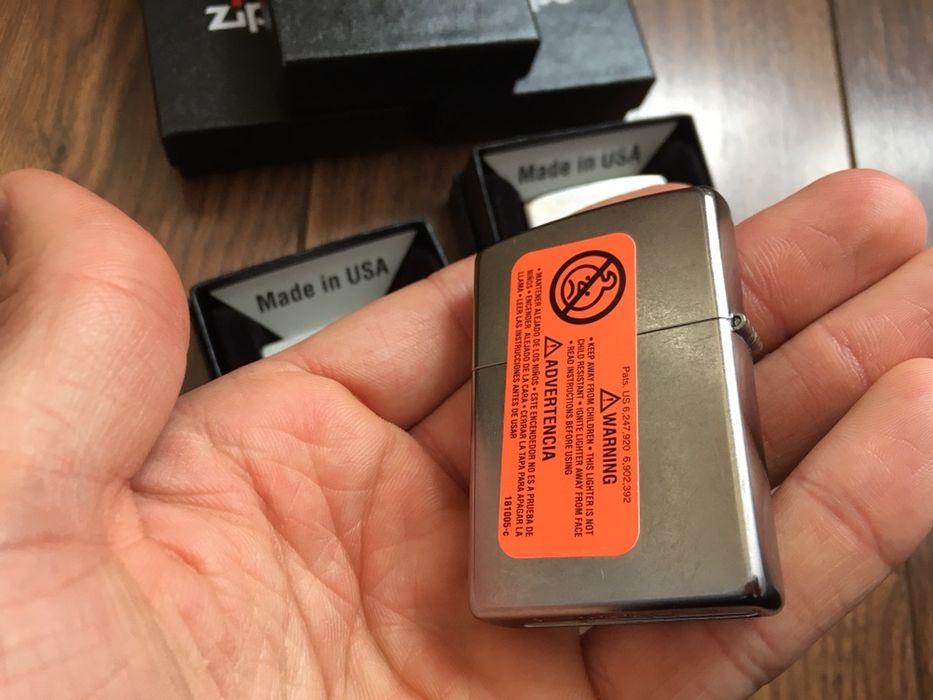 Made in USA
Made in USA
Pats. US 6,247,920 6,902,392
⚠WARNING
• KEEP AWAY FROM CHILDREN • THIS LIGHTER IS NOT
CHILD RESISTANT • IGNITE LIGHTER AWAY FROM FACE
• READ INSTRUCTIONS BEFORE USING
⚠ADVERTENCIA
• MANTENER ALEJADO DE LOS NIÑOS • ESTE ENCENDEDOR NO ES A PRUEBA DE
NIÑOS • ENCENDER ALEJADO DE LA CARA • CERRAR LA TAPA PARA APAGAR LA
LLAMA • LEER LAS INSTRUCCIONES ANTES DE USAR
181005-c